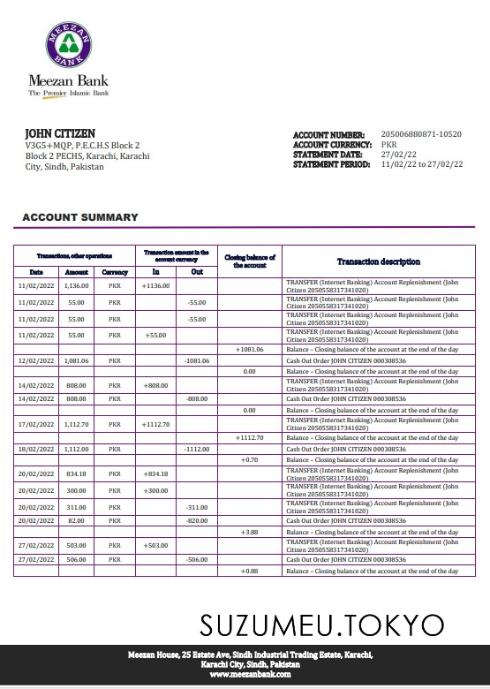 MEEZAN
BANK
Meezan Bank
The Premier Islamic Bank
JOHN CITIZEN
V3G5+MQP, P.E.C.H.S Block 2
Block 2 PECHS, Karachi, Karachi
City, Sindh, Pakistan
ACCOUNT NUMBER: 205006880871-10520
ACCOUNT CURRENCY: PKR
STATEMENT DATE: 27/02/22
STATEMENT PERIOD: 11/02/22 to 27/02/22
ACCOUNT SUMMARY
Transactions, other operations
Transaction amount in the
account currency
Closing balance of
the account
Transaction description
Date Amount Currency In Out
11/02/2022 1,136.00 PKR +1136.00 TRANSFER (Internet Banking) Account Replenishment (John
Citizen 2050558317341020)
11/02/2022 55.00 PKR -55.00 TRANSFER (Internet Banking) Account Replenishment (John
Citizen 2050558317341020)
11/02/2022 55.00 PKR -55.00 TRANSFER (Internet Banking) Account Replenishment (John
Citizen 2050558317341020)
11/02/2022 55.00 PKR +55.00 TRANSFER (Internet Banking) Account Replenishment (John
Citizen 2050558317341020)
+1081.06 Balance – Closing balance of the account at the end of the day
12/02/2022 1,081.06 PKR -1081.06 Cash Out Order JOHN CITIZEN 000308536
0.00 Balance – Closing balance of the account at the end of the day
14/02/2022 808.00 PKR +808.00 TRANSFER (Internet Banking) Account Replenishment (John
Citizen 2050558317341020)
14/02/2022 808.00 PKR -808.00 Cash Out Order JOHN CITIZEN 000308536
0.00 Balance – Closing balance of the account at the end of the day
17/02/2022 1,112.70 PKR +1112.70 TRANSFER (Internet Banking) Account Replenishment (John
Citizen 2050558317341020)
+1112.70 Balance – Closing balance of the account at the end of the day
18/02/2022 1,112.00 PKR -1112.00 Cash Out Order JOHN CITIZEN 000308536
+0.70 Balance – Closing balance of the account at the end of the day
20/02/2022 834.18 PKR +834.18 TRANSFER (Internet Banking) Account Replenishment (John
Citizen 2050558317341020)
20/02/2022 300.00 PKR +300.00 TRANSFER (Internet Banking) Account Replenishment (John
Citizen 2050558317341020)
20/02/2022 311.00 PKR -311.00 TRANSFER (Internet Banking) Account Replenishment (John
Citizen 2050558317341020)
20/02/2022 82.00 PKR -820.00 Cash Out Order JOHN CITIZEN 000308536
+3.88 Balance – Closing balance of the account at the end of the day
27/02/2022 503.00 PKR +503.00 TRANSFER (Internet Banking) Account Replenishment (John
Citizen 2050558317341020)
27/02/2022 506.00 PKR -506.00 Cash Out Order JOHN CITIZEN 000308536
+0.88 Balance – Closing balance of the account at the end of the day
SUZUMEU.TOKYO
Meezan House, 25 Estate Ave, Sindh Industrial Trading Estate, Karachi,
Karachi City, Sindh, Pakistan
www.meezanbank.com